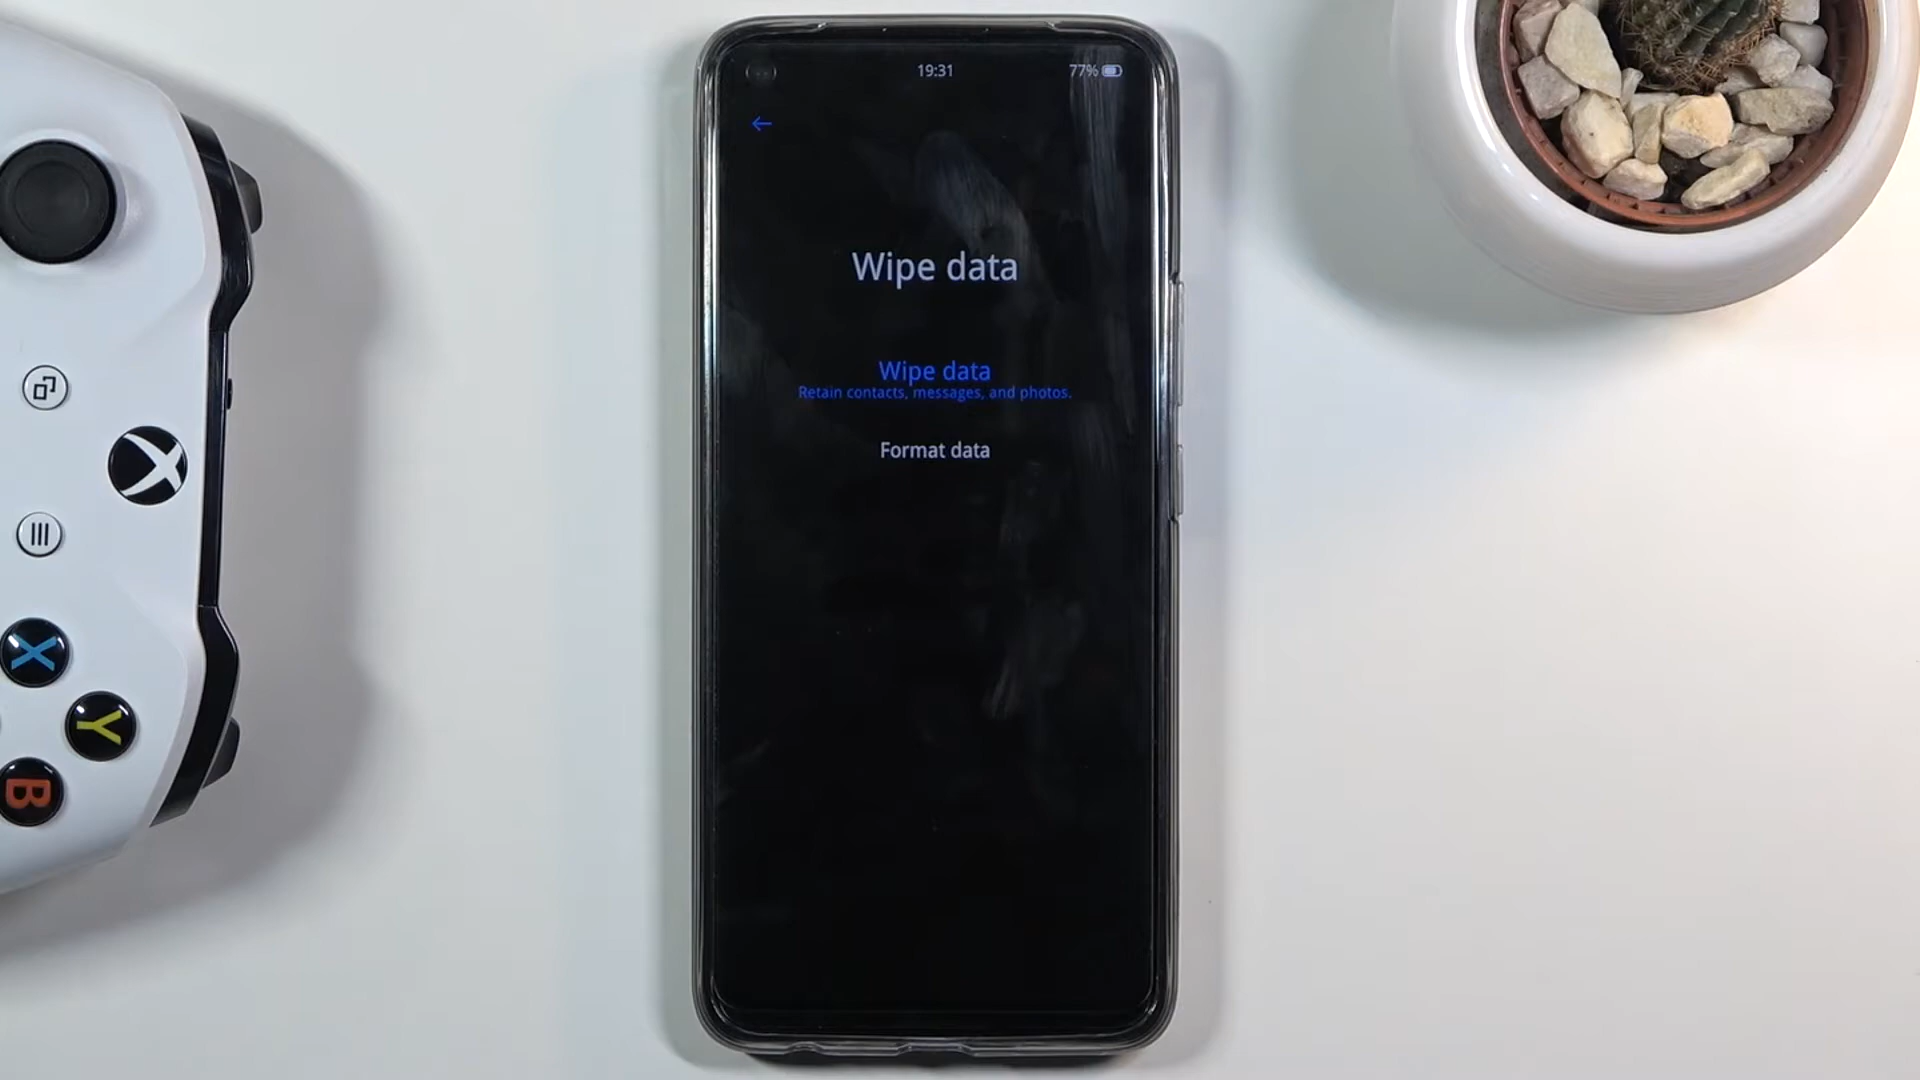 19:31
77%
Wipe data
Wipe data
Retain contacts, messages, and photos.
Format data
X
Y
B